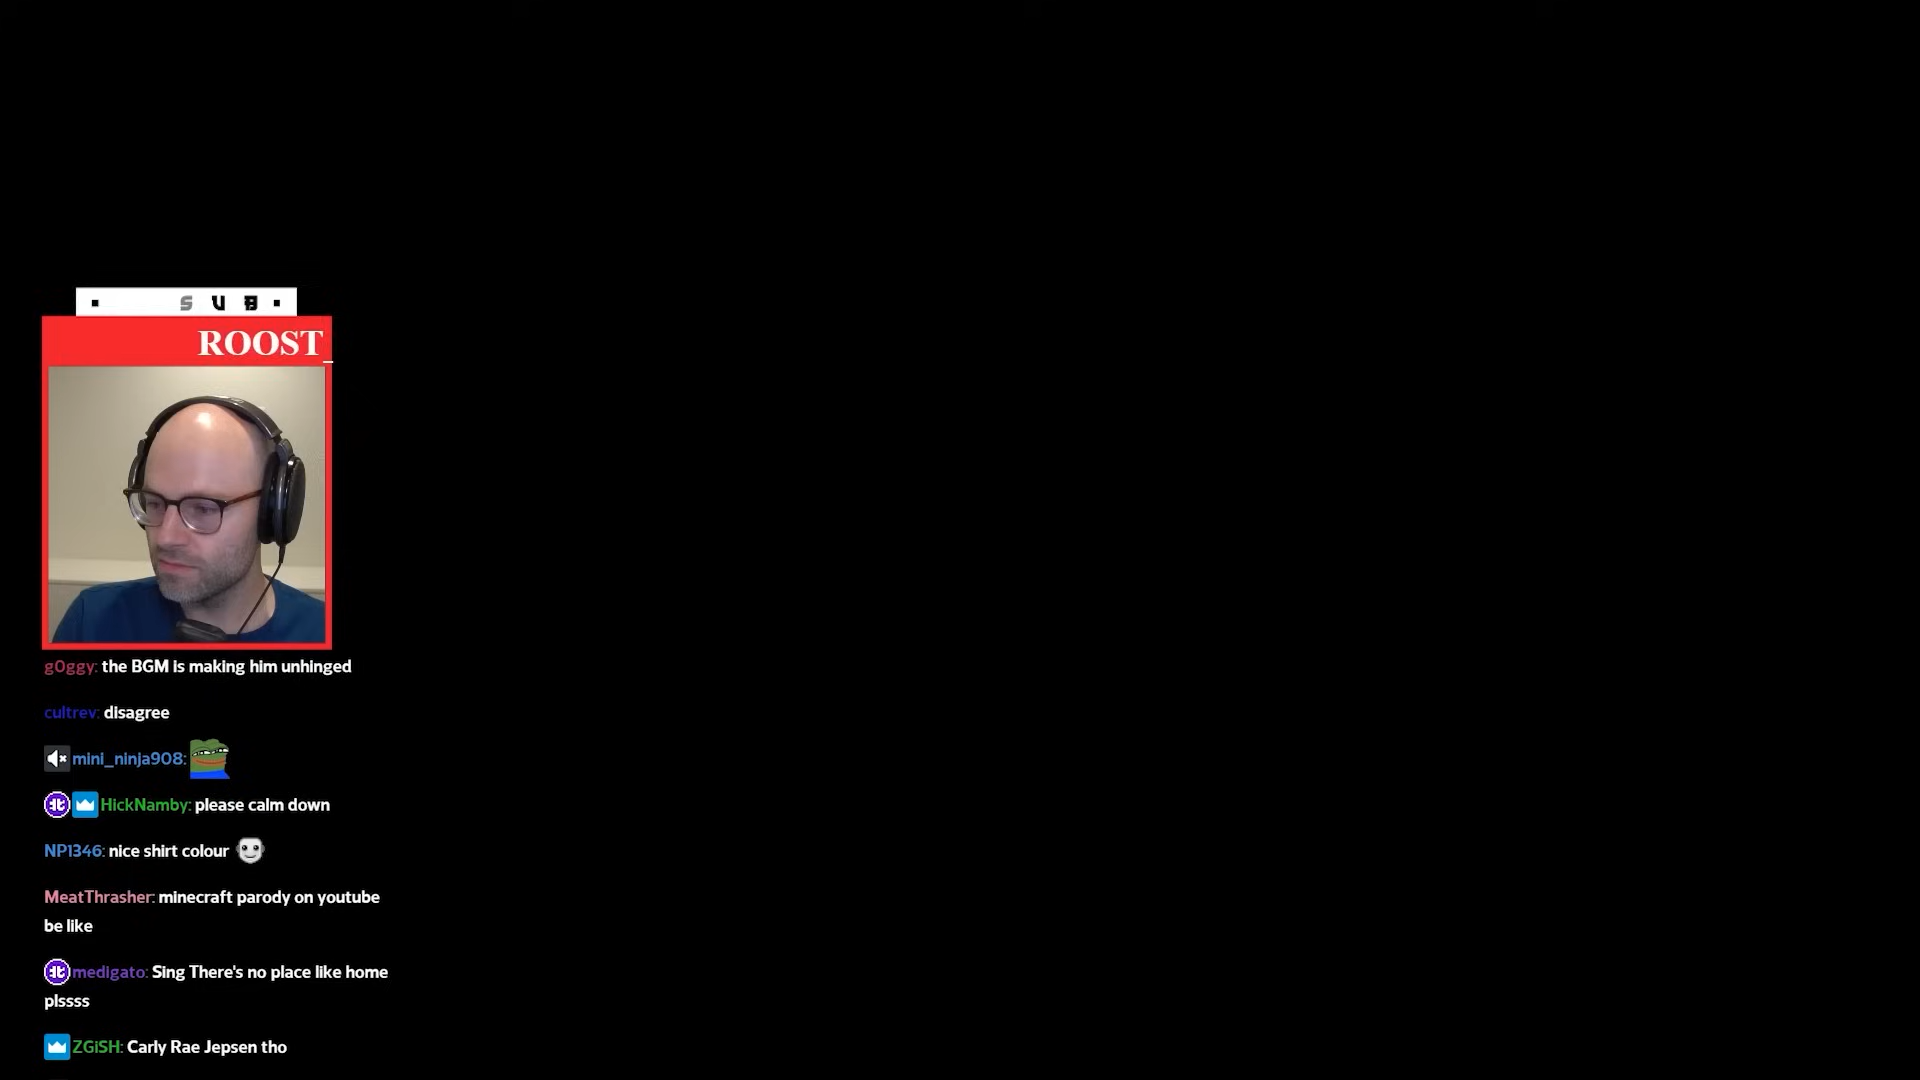 SUB
ROOST_
g0ggy: the BGM is making him unhinged
cultrev: disagree
mini_ninja908:
HickNamby: please calm down
NP1346: nice shirt colour
MeatThrasher: minecraft parody on youtube
be like
medigato: Sing There's no place like home
plssss
ZGiSH: Carly Rae Jepsen tho